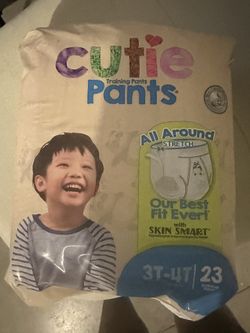 cutie
Training Pants
Pants
All Around
STRETCH
Our Best
Fit Ever!
with
SKIN SMART
3T-4T
23